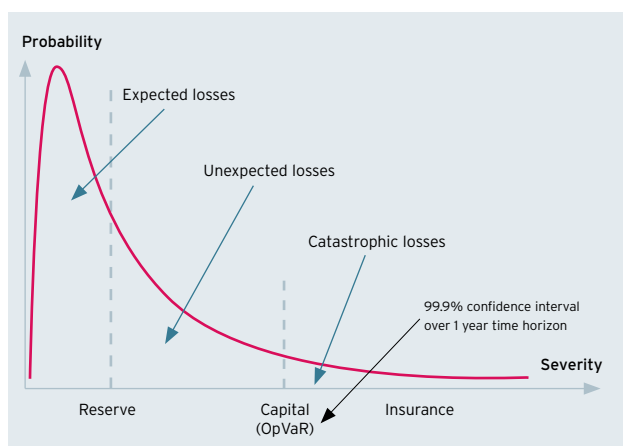 Probability
Expected losses
Unexpected losses
Catastrophic losses
99.9% confidence interval
over 1 year time horizon
Severity
Reserve
Capital
(OpVaR)
Insurance